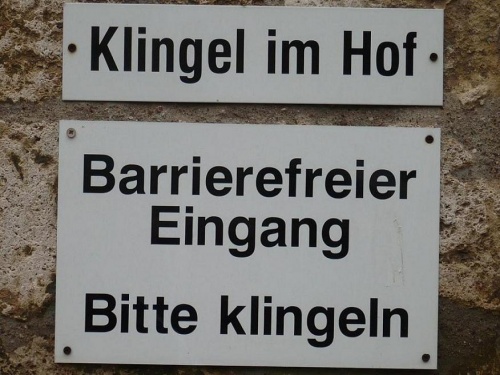 Klingel im Hof
Barrierefreier
Eingang
Bitte klingeln